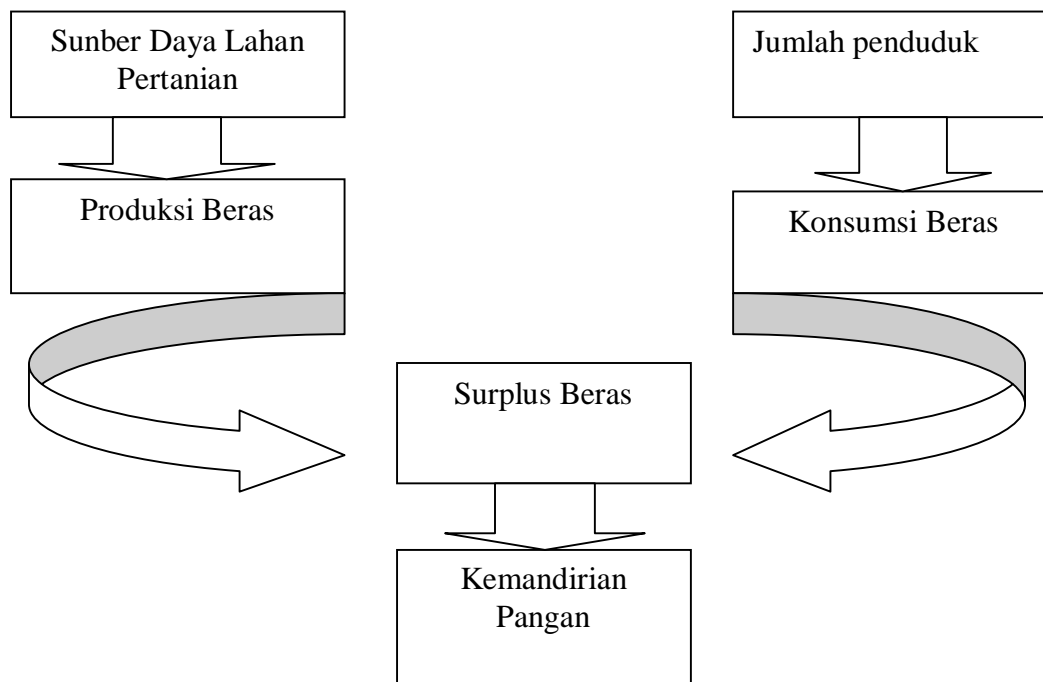 Sunber Daya Lahan
Pertanian
Jumlah penduduk
Produksi Beras
Konsumsi Beras
Surplus Beras
Kemandirian
Pangan